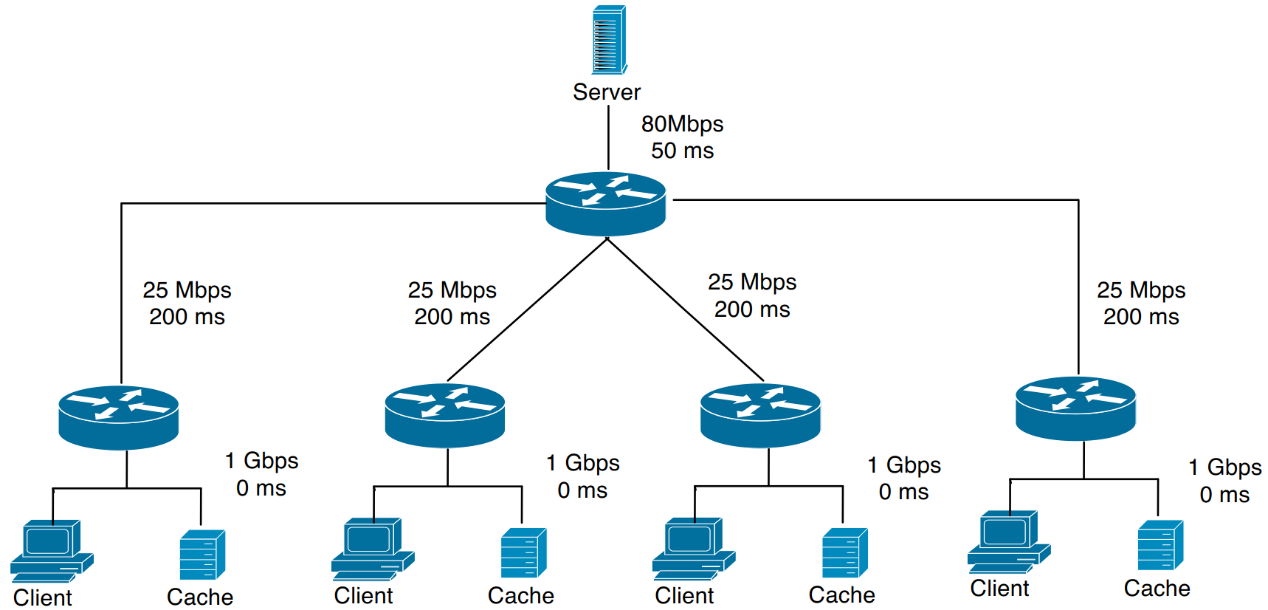 Server
80Mbps
50 ms
25 Mbps
200 ms
25 Mbps
200 ms
25 Mbps
200 ms
25 Mbps
200 ms
1 Gbps
0 ms
1 Gbps
0 ms
1 Gbps
0 ms
1 Gbps
0 ms
Client
Cache
Client
Cache
Client
Cache
Client
Cache